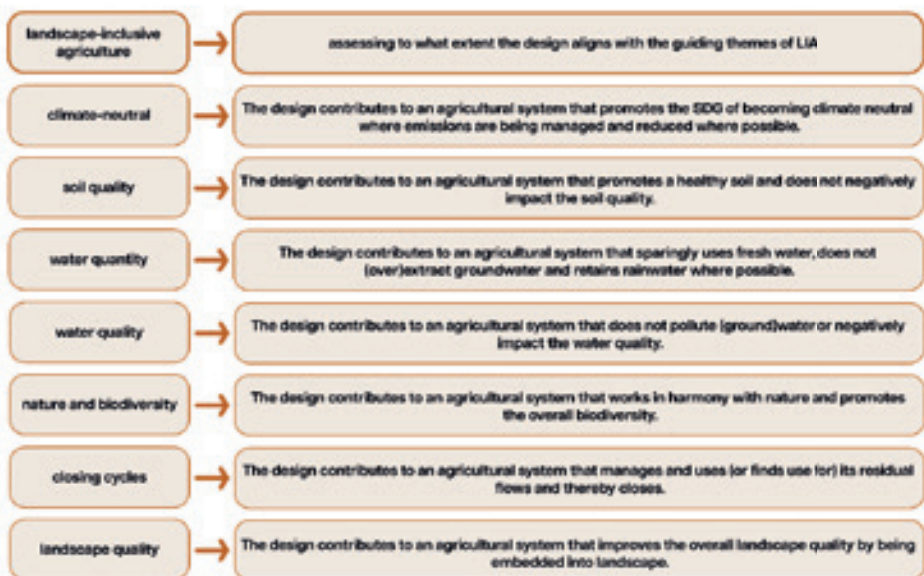 landscape-inclusive
agriculture
assessing to what extent the design aligns with the guiding themes of LIA
climate-neutral
The design contributes to an agricultural system that promotes the SDG of becoming climate neutral
where emissions are being managed and reduced where possible.
soil quality
The design contributes to an agricultural system that promotes a healthy soil and does not negatively
impact the soil quality.
water quantity
The design contributes to an agricultural system that sparingly uses fresh water, does not
(over)extract groundwater and retains rainwater where possible.
water quality
The design contributes to an agricultural system that does not pollute (ground)water or negatively
impact the water quality.
nature and biodiversity
The design contributes to an agricultural system that works in harmony with nature and promotes
the overall biodiversity.
closing cycles
The design contributes to an agricultural system that manages and uses (or finds use for) its residual
flows and thereby closes.
landscape quality
The design contributes to an agricultural system that improves the overall landscape quality by being
embedded into landscape.